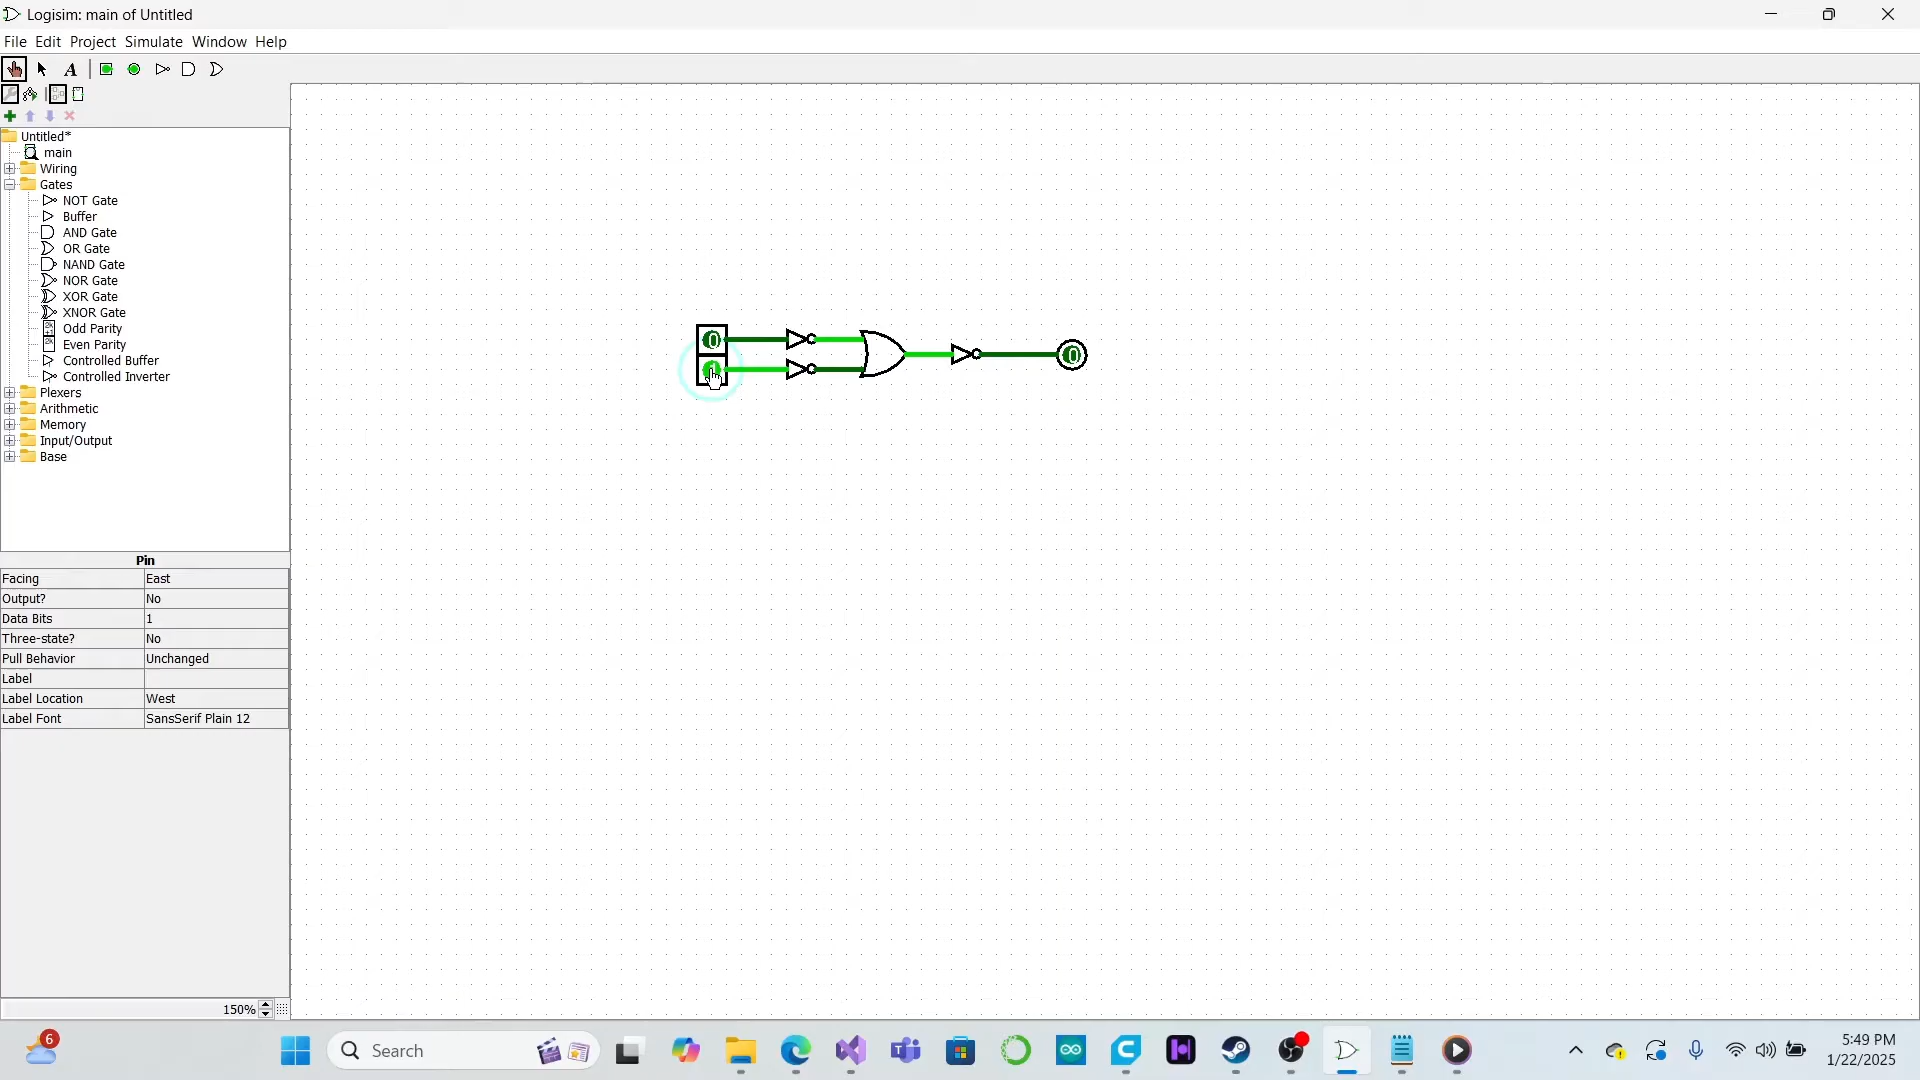 Logisim: main of Untitled
File Edit Project Simulate Window Help
A
Untitled*
main
Wiring
Gates
NOT Gate
Buffer
AND Gate
OR Gate
NAND Gate
NOR Gate
XOR Gate
XNOR Gate
Odd Parity
Even Parity
Controlled Buffer
Controlled Inverter
Plexers
Arithmetic
Memory
Input/Output
Base
0
0
Pin
Facing East
Output? No
Data Bits 1
Three-state? No
Pull Behavior Unchanged
Label
Label Location West
Label Font SansSerif Plain 12
150%
6
Search
5:49 PM
1/22/2025